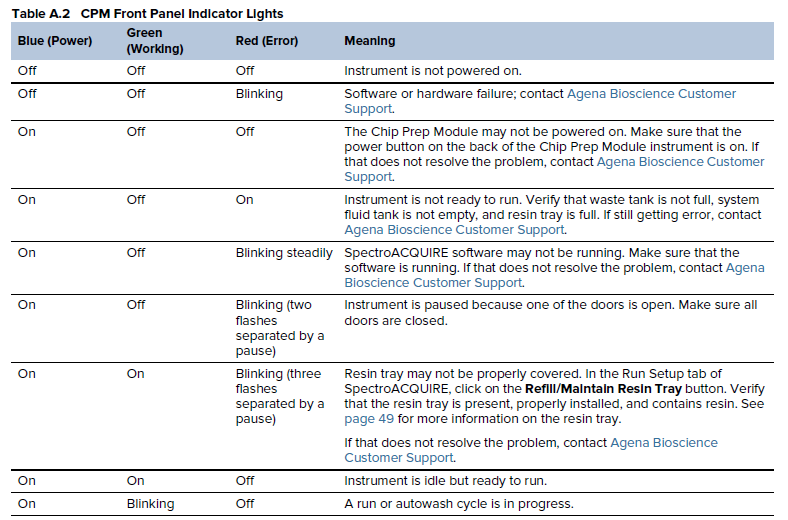 Table A.2 CPM Front Panel Indicator Lights
Blue (Power) Green (Working) Red (Error) Meaning
Off Off Off Instrument is not powered on.
Off Off Blinking Software or hardware failure; contact Agena Bioscience Customer
Support.
On Off Off The Chip Prep Module may not be powered on. Make sure that the
power button on the back of the Chip Prep Module instrument is on. If
that does not resolve the problem, contact Agena Bioscience Customer
Support.
On Off On Instrument is not ready to run. Verify that waste tank is not full, system
fluid tank is not empty, and resin tray is full. If still getting error, contact
Agena Bioscience Customer Support.
On Off Blinking steadily SpectroACQUIRE software may not be running. Make sure that the
software is running. If that does not resolve the problem, contact Agena
Bioscience Customer Support.
On Off Blinking (two
flashes
separated by a
pause)
Instrument is paused because one of the doors is open. Make sure all
doors are closed.
On On Blinking (three
flashes
separated by a
pause)
Resin tray may not be properly covered. In the Run Setup tab of
SpectroACQUIRE, click on the Refill/Maintain Resin Tray button. Verify
that the resin tray is present, properly installed, and contains resin. See
page 49 for more information on the resin tray.
If that does not resolve the problem, contact Agena Bioscience
Customer Support.
On On Off Instrument is idle but ready to run.
On Blinking Off A run or autowash cycle is in progress.